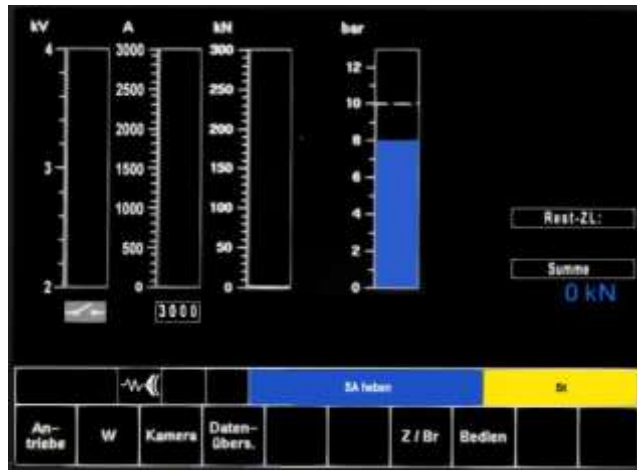 kV A kN bar
4 3000 300
12
2500 250
10
2000 200
8
3 1500 150
6
1000 100
4
500 50
2
2 0 0 0
3000
Rest-ZL:
Summe
0 kN
SA heben St
An- W Kamera Daten- Z / Br Bedien
triebe übers.